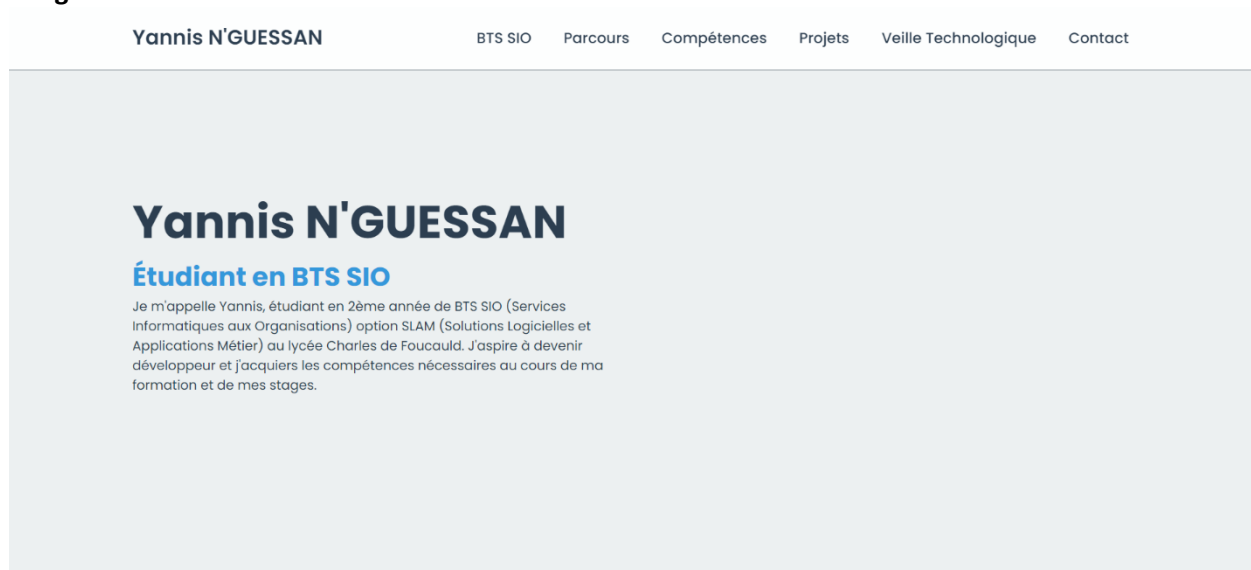 Yannis N'GUESSAN
BTS SIO Parcours Compétences Projets Veille Technologique Contact
Yannis N'GUESSAN
Étudiant en BTS SIO
Je m'appelle Yannis, étudiant en 2ème année de BTS SIO (Services
Informatiques aux Organisations) option SLAM (Solutions Logicielles et
Applications Métier) au lycée Charles de Foucauld. J'aspire à devenir
développeur et j'acquiers les compétences nécessaires au cours de ma
formation et de mes stages.